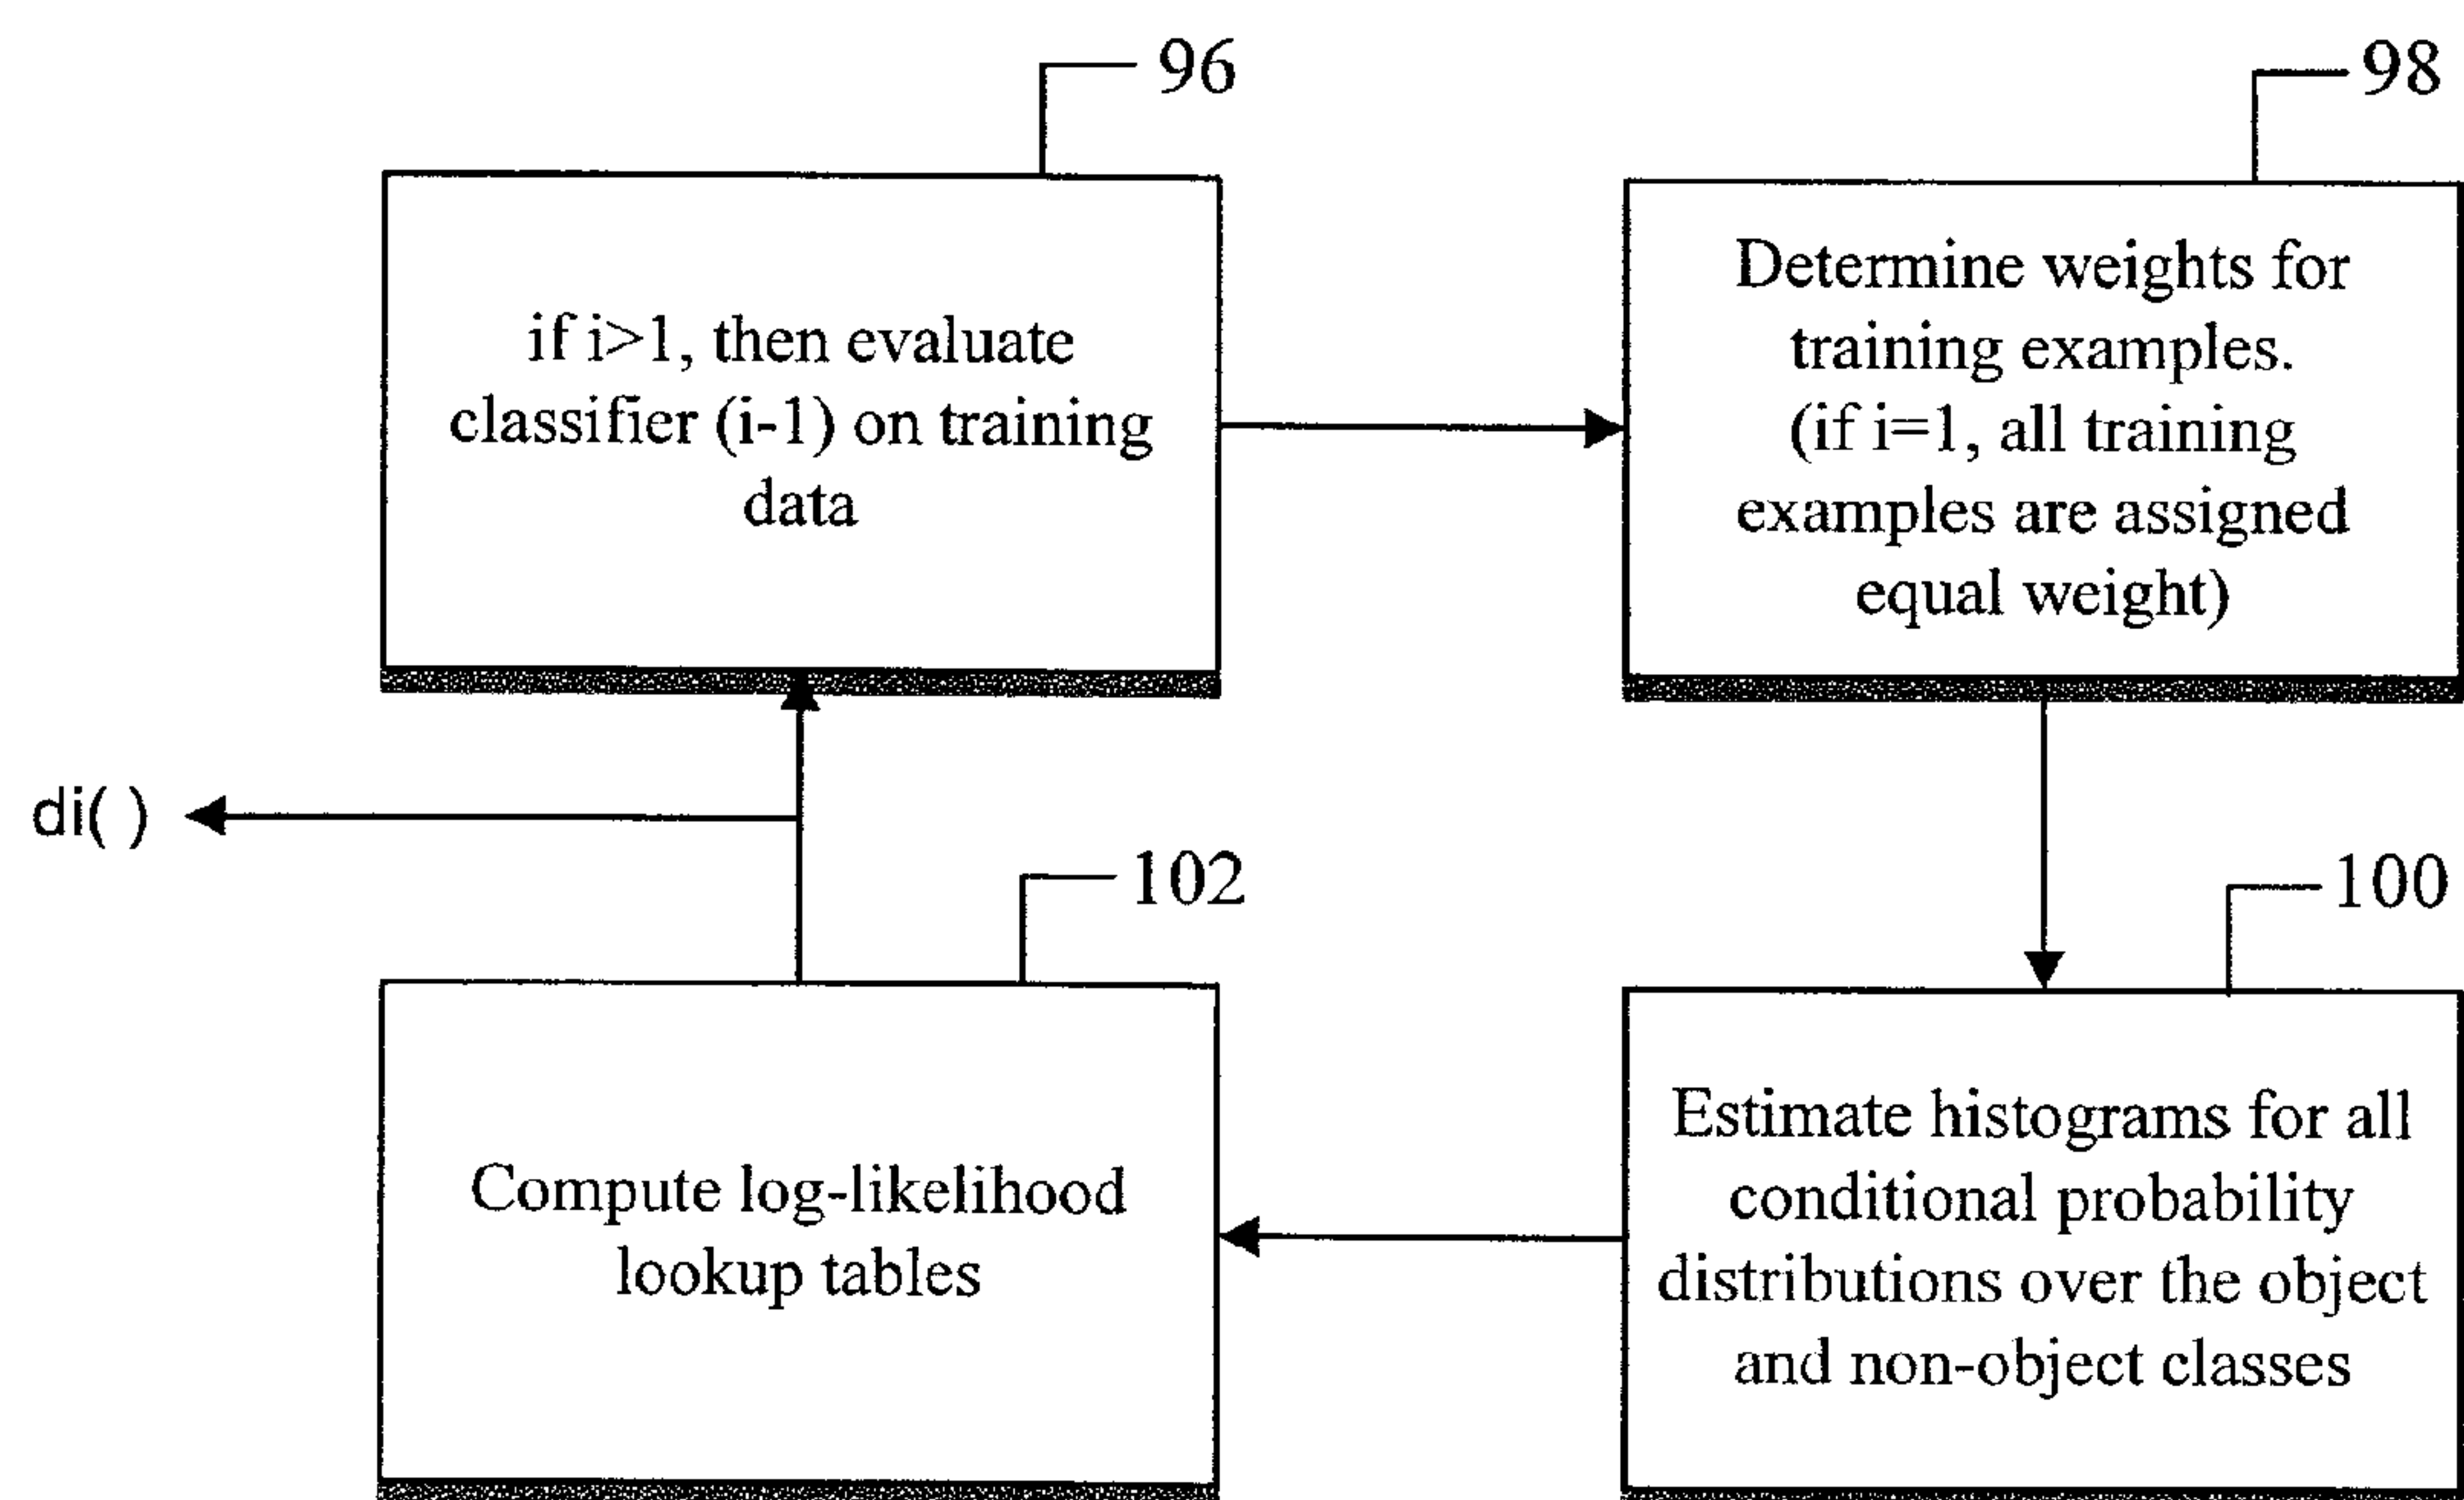 96
98
if i>1, then evaluate
classifier (i-1) on training
data
Determine weights for
training examples.
(if i=1, all training
examples are assigned
equal weight)
di( )
102
100
Compute log-likelihood
lookup tables
Estimate histograms for all
conditional probability
distributions over the object
and non-object classes